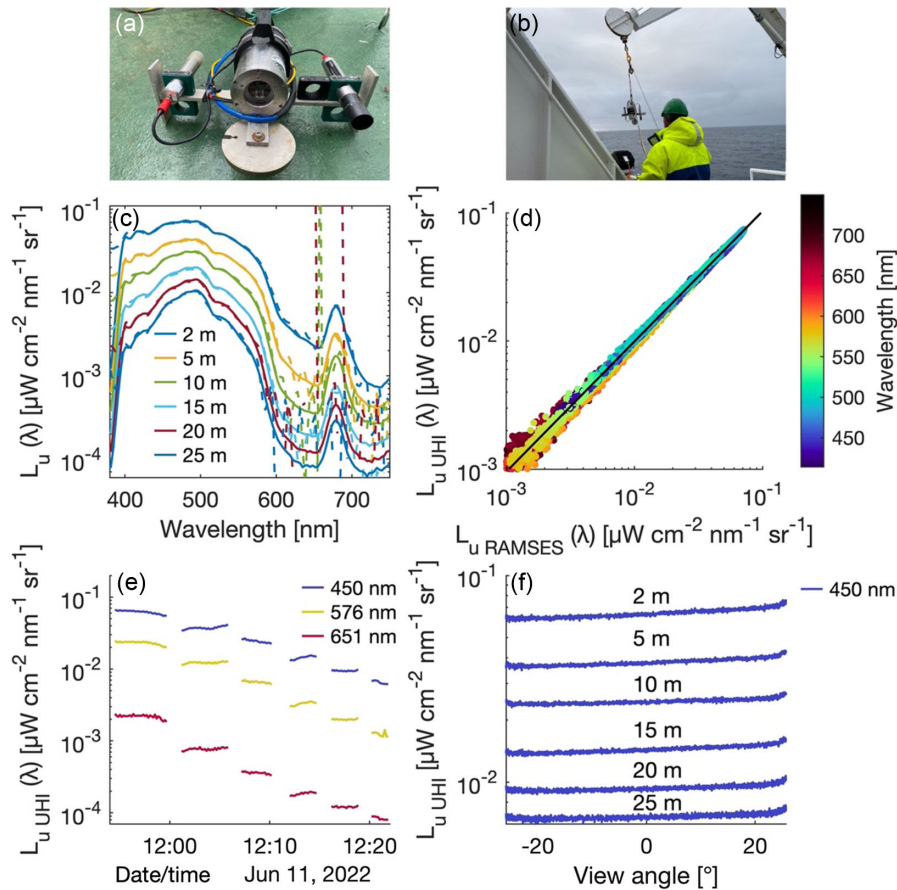 (a)
(b)
(c)
L_u (λ) [µW cm⁻² nm⁻¹ sr⁻¹]
10⁻¹
10⁻²
10⁻³
10⁻⁴
2 m
5 m
10 m
15 m
20 m
25 m
400
500
600
700
Wavelength [nm]
(d)
L_u UHI (λ) [µW cm⁻² nm⁻¹ sr⁻¹]
10⁻¹
10⁻²
10⁻³
10⁻³
10⁻²
10⁻¹
L_u RAMSES (λ) [µW cm⁻² nm⁻¹ sr⁻¹]
700
650
600
550
500
450
Wavelength [nm]
(e)
L_u UHI (λ) [µW cm⁻² nm⁻¹ sr⁻¹]
10⁻¹
10⁻²
10⁻³
10⁻⁴
450 nm
576 nm
651 nm
12:00
12:10
12:20
Date/time
Jun 11, 2022
(f)
L_u UHI (λ) [µW cm⁻² nm⁻¹ sr⁻¹]
10⁻¹
10⁻²
2 m
5 m
10 m
15 m
20 m
25 m
450 nm
-20
0
20
View angle [°]